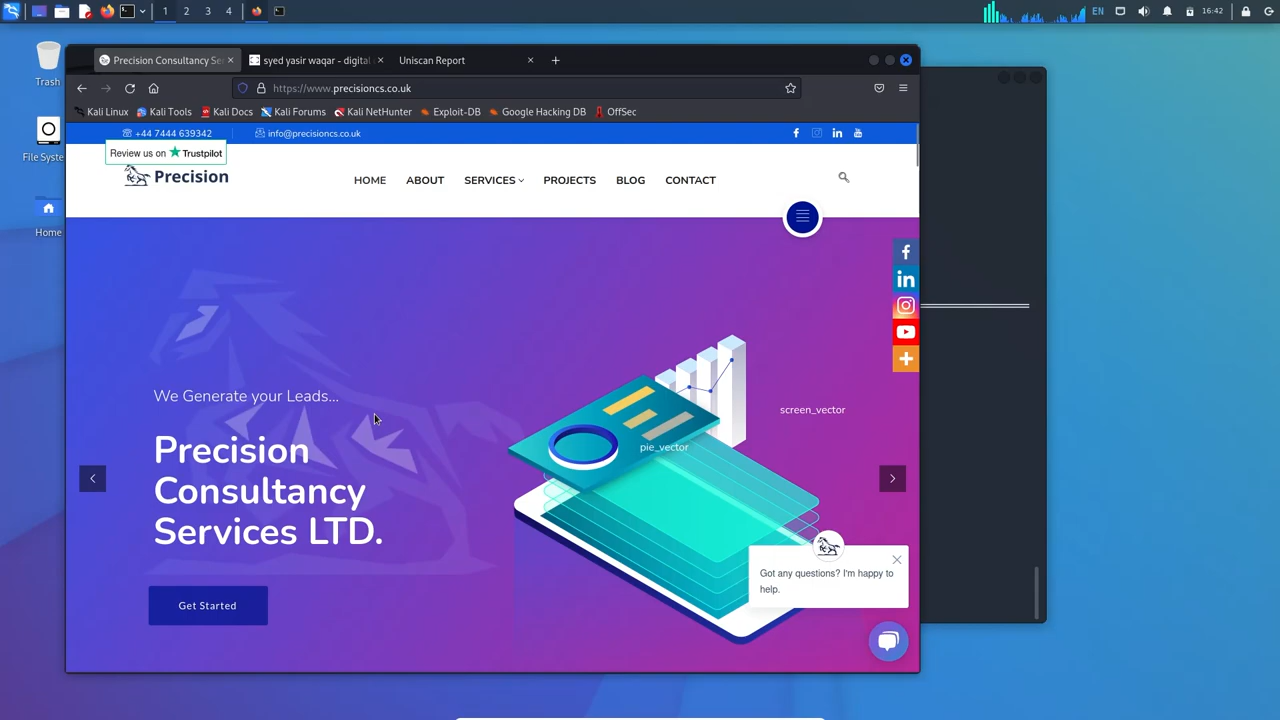 1 2 3 4 EN 16:42
Trash
File Syste
Home
Precision Consultancy Ser
syed yasir waqar - digital
Uniscan Report
https://www.precisioncs.co.uk
Kali Linux Kali Tools Kali Docs Kali Forums Kali NetHunter Exploit-DB Google Hacking DB OffSec
+44 7444 639342 info@precisioncs.co.uk
Review us on Trustpilot
Precision
HOME ABOUT SERVICES PROJECTS BLOG CONTACT
We Generate your Leads...
Precision
Consultancy
Services LTD.
Get Started
screen_vector
pie_vector
Got any questions? I'm happy to
help.